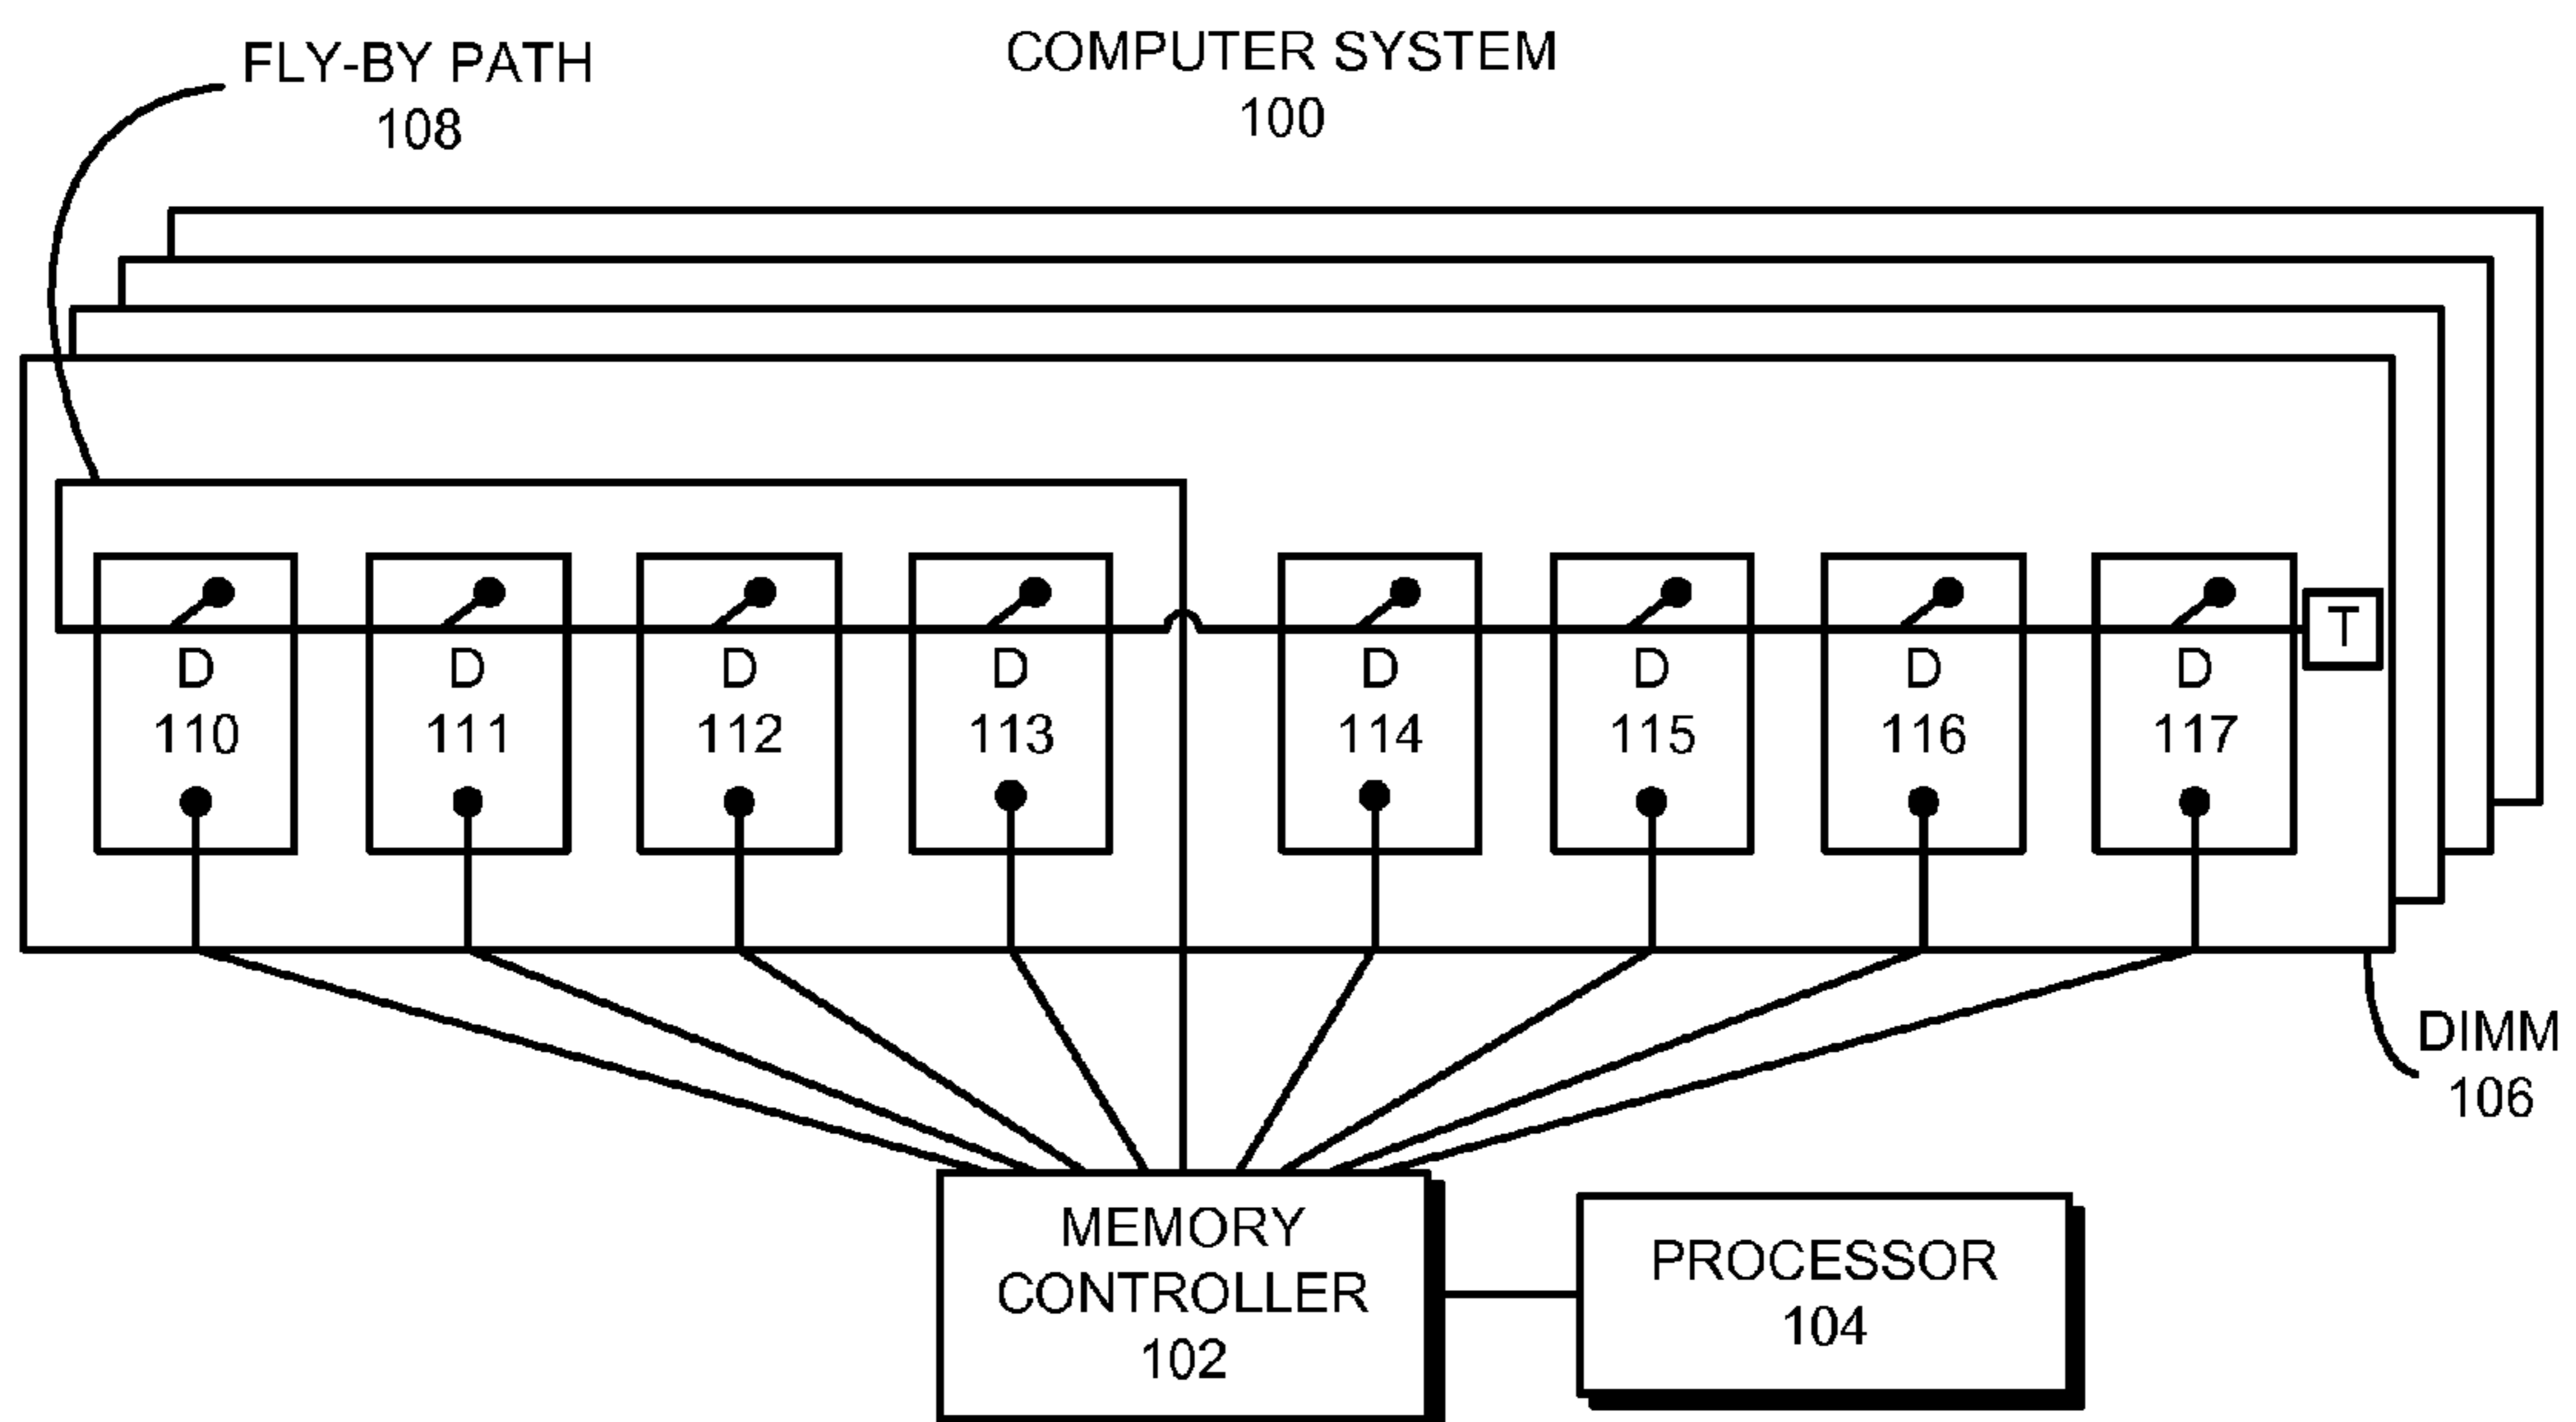 FLY-BY PATH
108
COMPUTER SYSTEM
100
D
110
D
111
D
112
D
113
D
114
D
115
D
116
D
117
T
DIMM
106
MEMORY
CONTROLLER
102
PROCESSOR
104